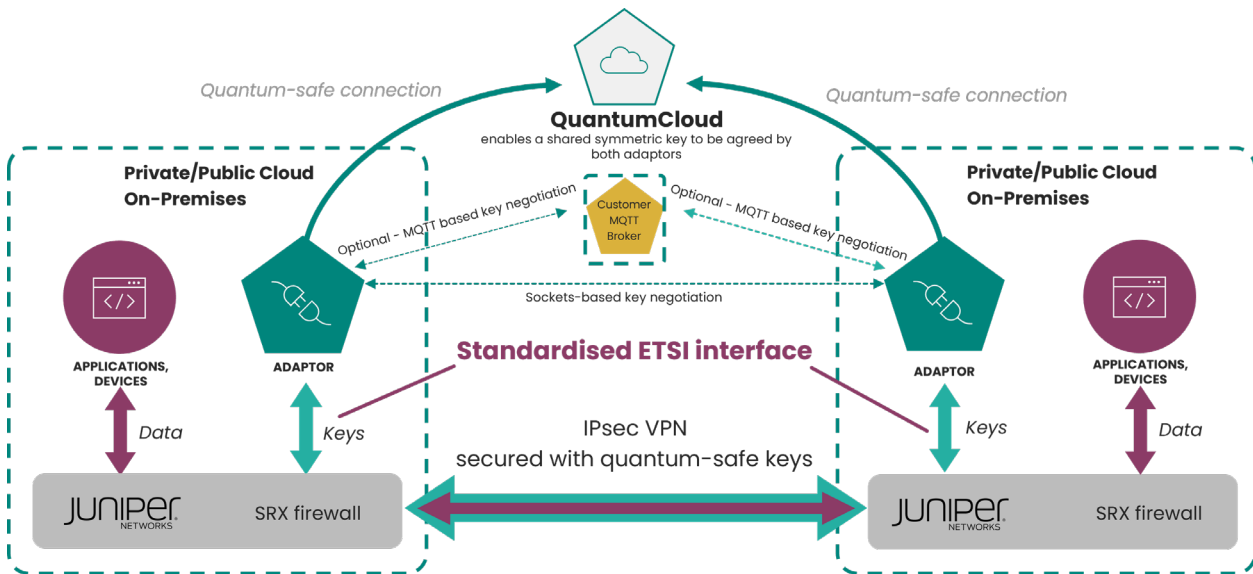 Quantum-safe connection
Quantum-safe connection
QuantumCloud
enables a shared symmetric key to be agreed by
both adaptors
Private/Public Cloud
On-Premises
Private/Public Cloud
On-Premises
Optional - MQTT based key negotiation
Customer
MQTT
Broker
Optional - MQTT based key negotiation
Sockets-based key negotiation
Standardised ETSI interface
APPLICATIONS,
DEVICES
ADAPTOR
ADAPTOR
APPLICATIONS,
DEVICES
Data
Keys
IPsec VPN
secured with quantum-safe keys
Keys
Data
JUNIPER
NETWORKS
SRX firewall
JUNIPER
NETWORKS
SRX firewall